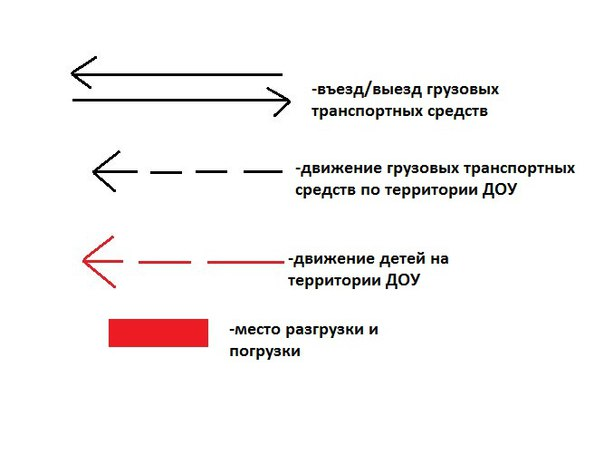 -въезд/выезд грузовых
транспортных средств
-движение грузовых транспортных
средств по территории ДОУ
-движение детей на
территории ДОУ
-место разгрузки и
погрузки